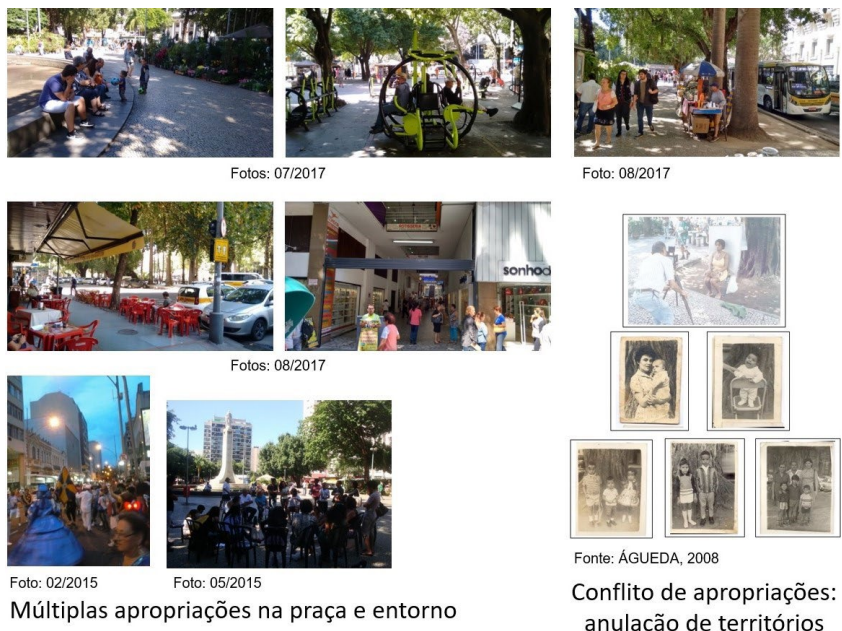 Fotos: 07/2017
Foto: 08/2017
sonhod
Fotos: 08/2017
Foto: 02/2015
Foto: 05/2015
Múltiplas apropriações na praça e entorno
Fonte: ÁGUEDA, 2008
Conflito de apropriações:
anulação de territórios